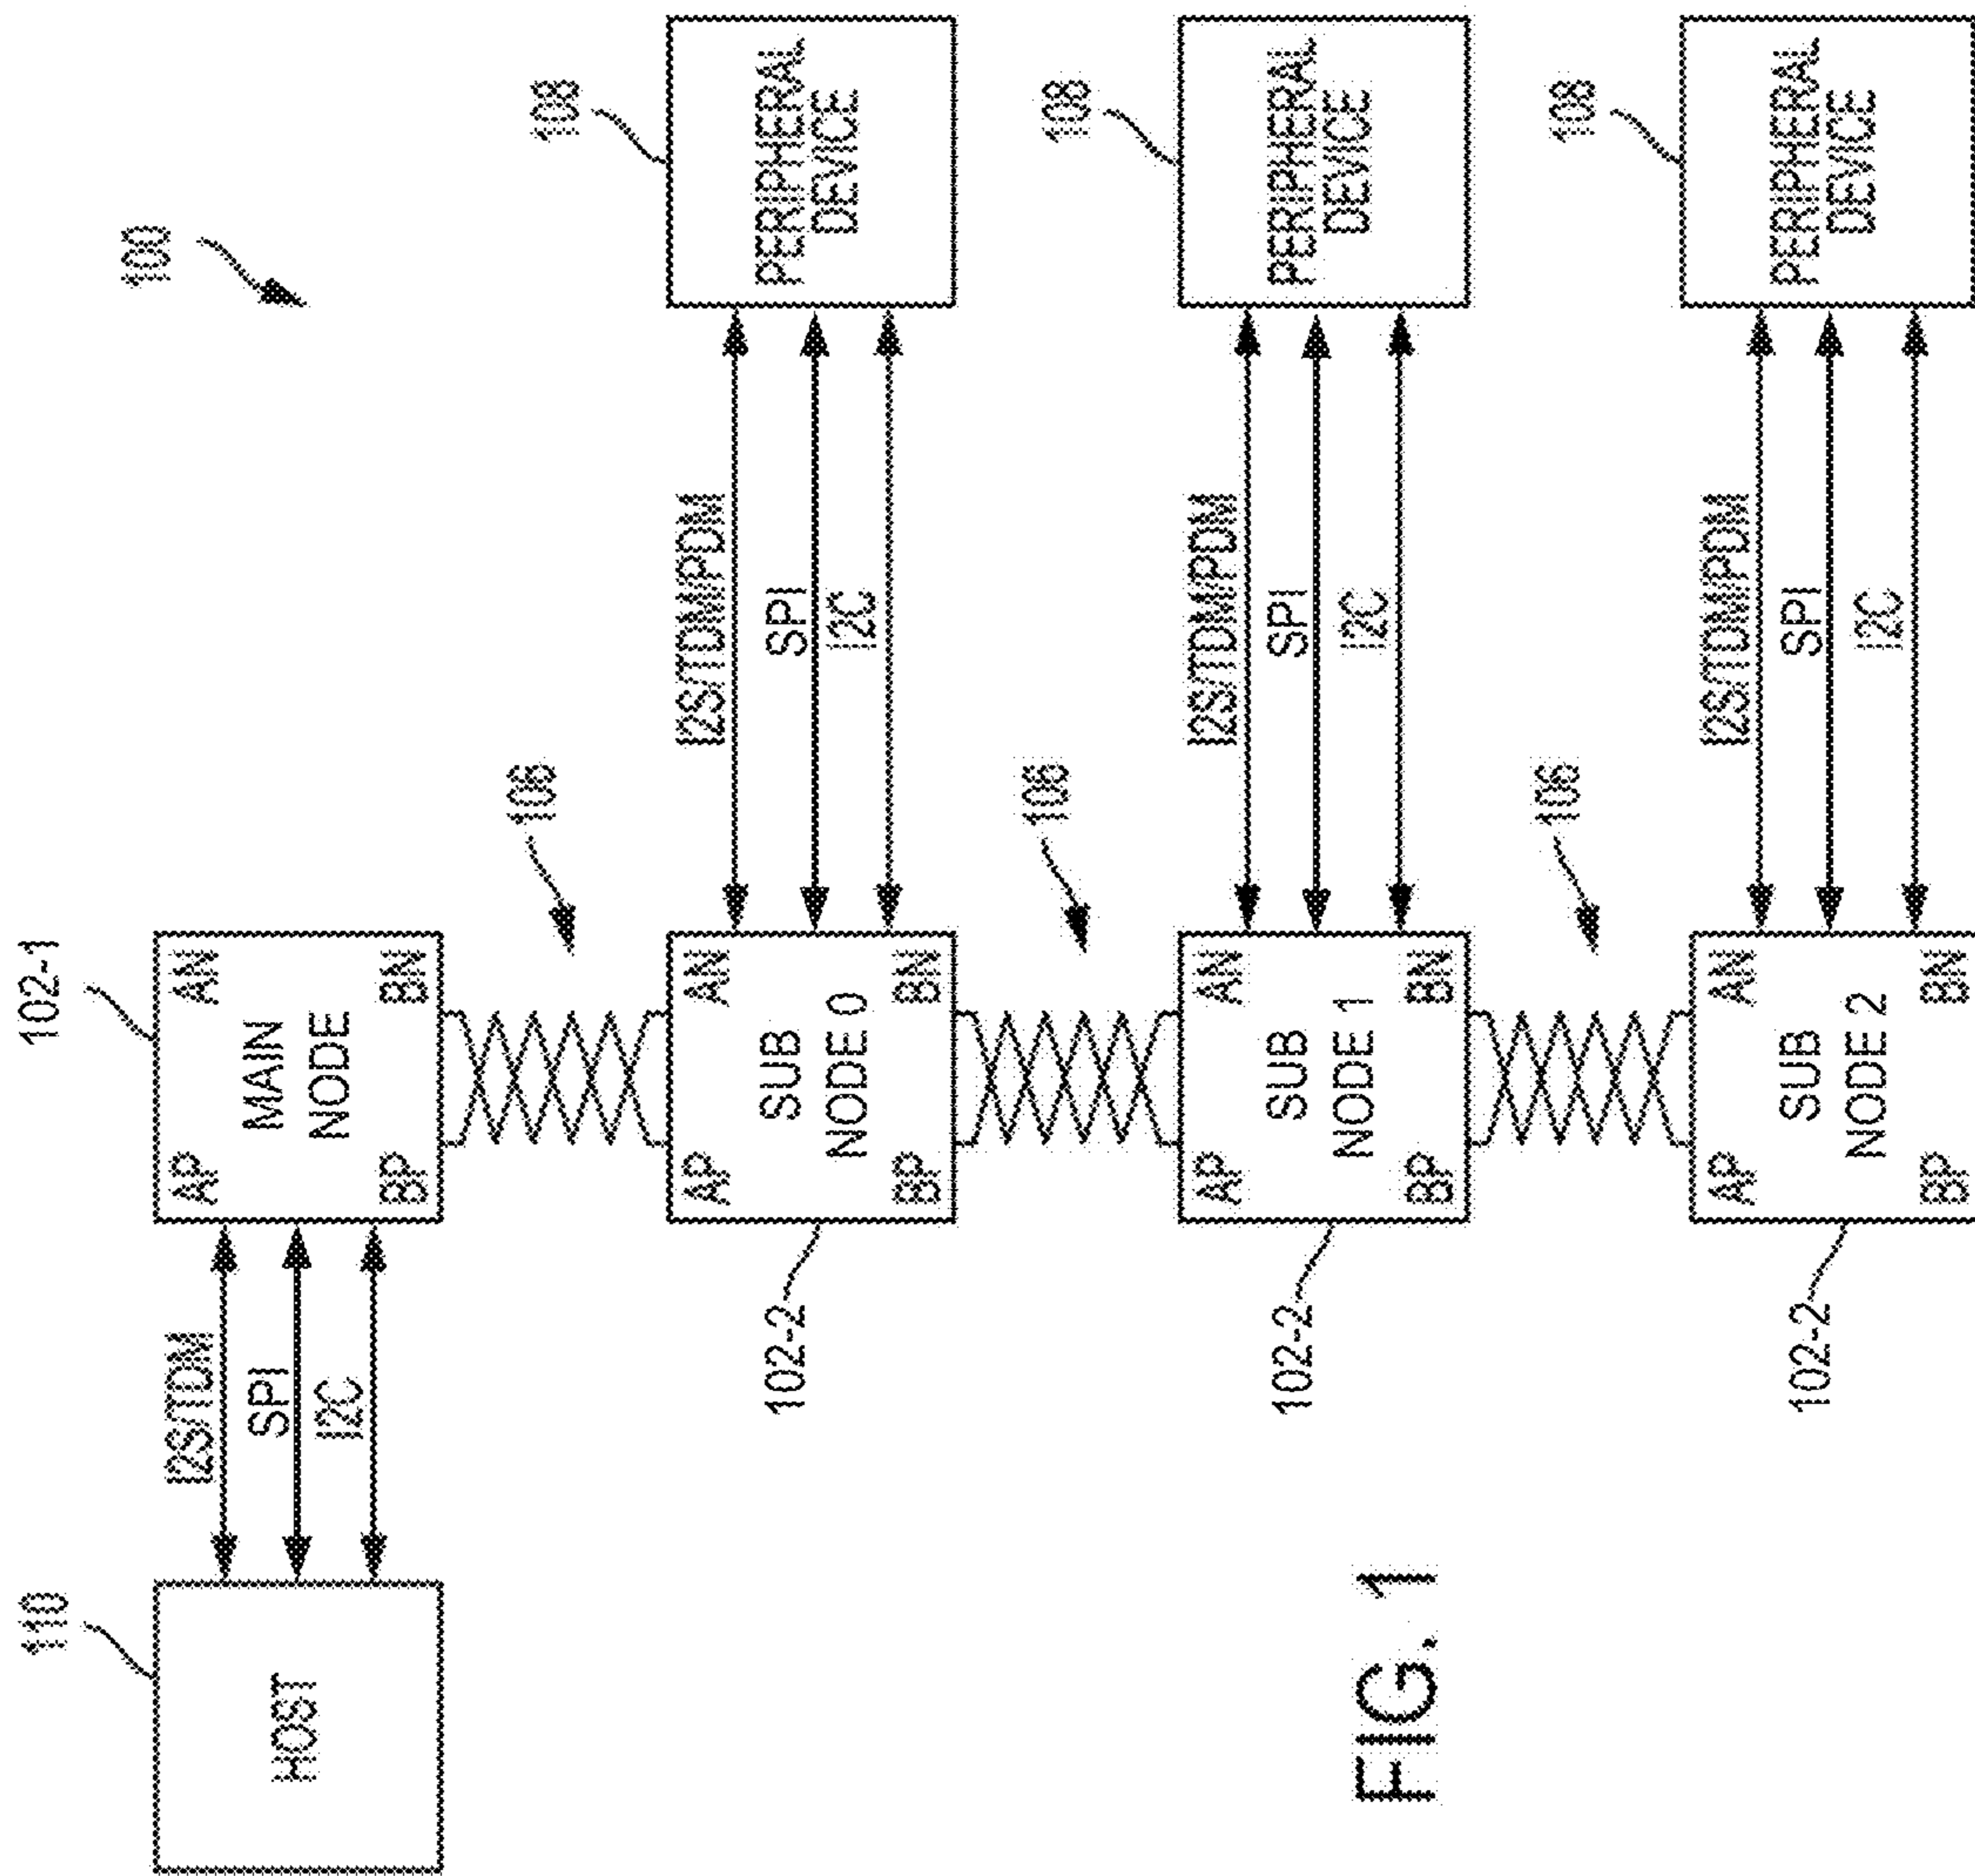 100
110
HOST
I2S/TDM
SPI
I2C
102-1
AP
AN
MAIN
NODE
BP
BN
106
102-2
AP
AN
SUB
NODE 0
BP
BN
I2S/TDM/PDM
SPI
I2C
108
PERIPHERAL
DEVICE
106
102-2
AP
AN
SUB
NODE 1
BP
BN
I2S/TDM/PDM
SPI
I2C
108
PERIPHERAL
DEVICE
106
102-2
AP
AN
SUB
NODE 2
BP
BN
I2S/TDM/PDM
SPI
I2C
108
PERIPHERAL
DEVICE
FIG. 1